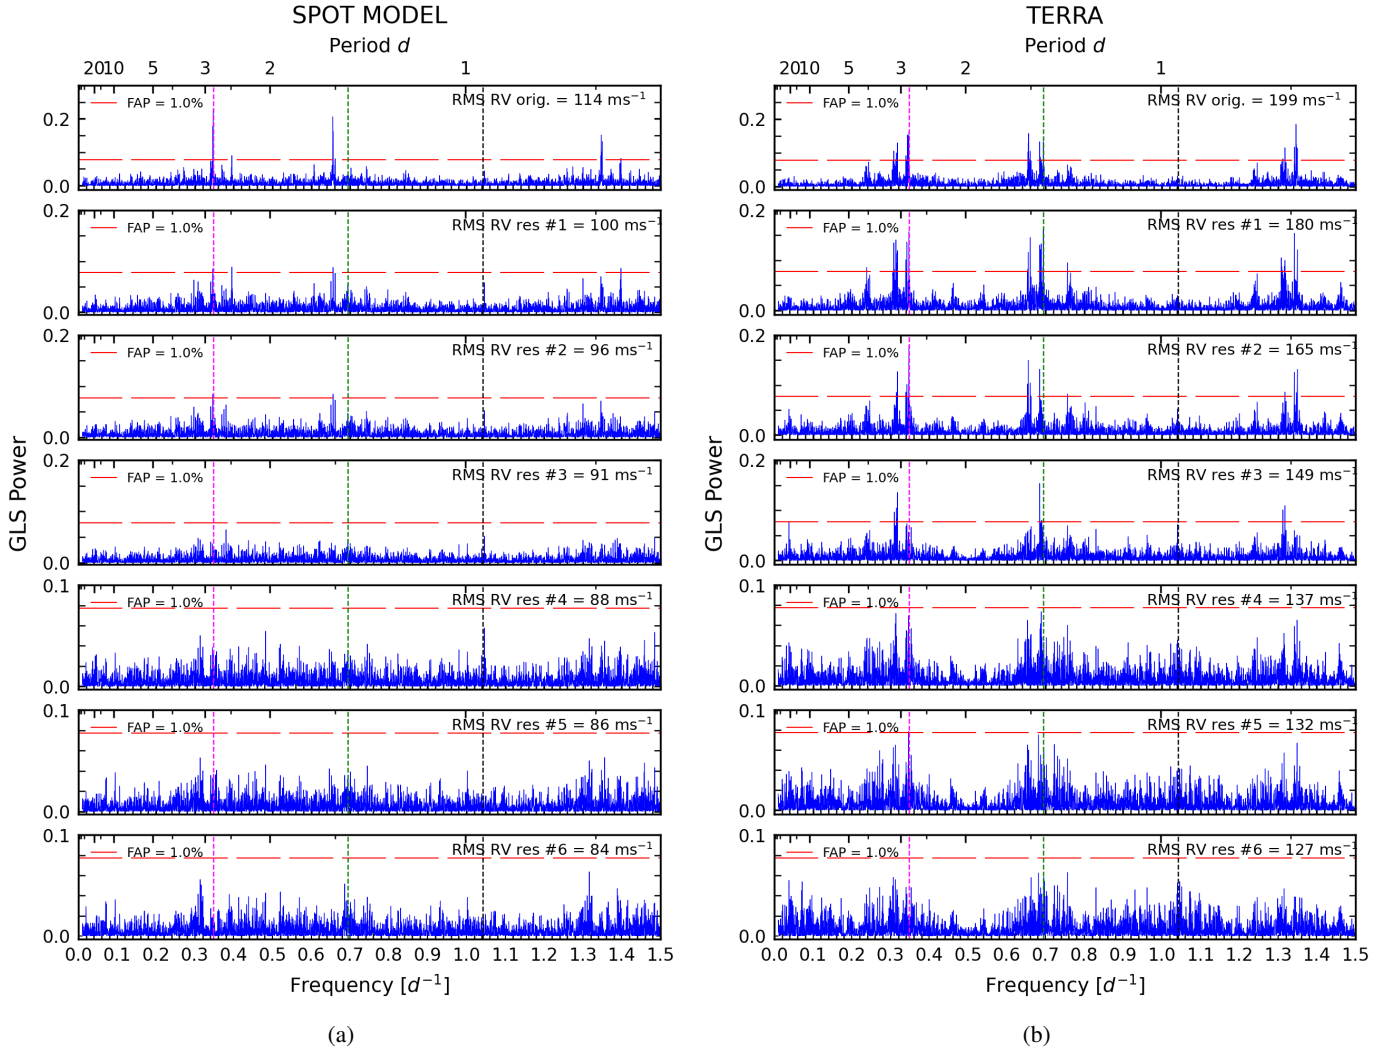 SPOT MODEL
Period d
20 10 5 3 2 1
FAP = 1.0%
RMS RV orig. = 114 ms⁻¹
0.2
0.0
FAP = 1.0%
RMS RV res #1 = 100 ms⁻¹
0.2
0.0
FAP = 1.0%
RMS RV res #2 = 96 ms⁻¹
0.2
0.0
FAP = 1.0%
RMS RV res #3 = 91 ms⁻¹
0.2
0.0
FAP = 1.0%
RMS RV res #4 = 88 ms⁻¹
0.1
0.0
FAP = 1.0%
RMS RV res #5 = 86 ms⁻¹
0.1
0.0
FAP = 1.0%
RMS RV res #6 = 84 ms⁻¹
0.1
0.0
GLS Power
0.0 0.1 0.2 0.3 0.4 0.5 0.6 0.7 0.8 0.9 1.0 1.1 1.2 1.3 1.4 1.5
Frequency [d⁻¹]
(a)
TERRA
Period d
20 10 5 3 2 1
FAP = 1.0%
RMS RV orig. = 199 ms⁻¹
0.2
0.0
FAP = 1.0%
RMS RV res #1 = 180 ms⁻¹
0.2
0.0
FAP = 1.0%
RMS RV res #2 = 165 ms⁻¹
0.2
0.0
FAP = 1.0%
RMS RV res #3 = 149 ms⁻¹
0.2
0.0
FAP = 1.0%
RMS RV res #4 = 137 ms⁻¹
0.1
0.0
FAP = 1.0%
RMS RV res #5 = 132 ms⁻¹
0.1
0.0
FAP = 1.0%
RMS RV res #6 = 127 ms⁻¹
0.1
0.0
GLS Power
0.0 0.1 0.2 0.3 0.4 0.5 0.6 0.7 0.8 0.9 1.0 1.1 1.2 1.3 1.4 1.5
Frequency [d⁻¹]
(b)